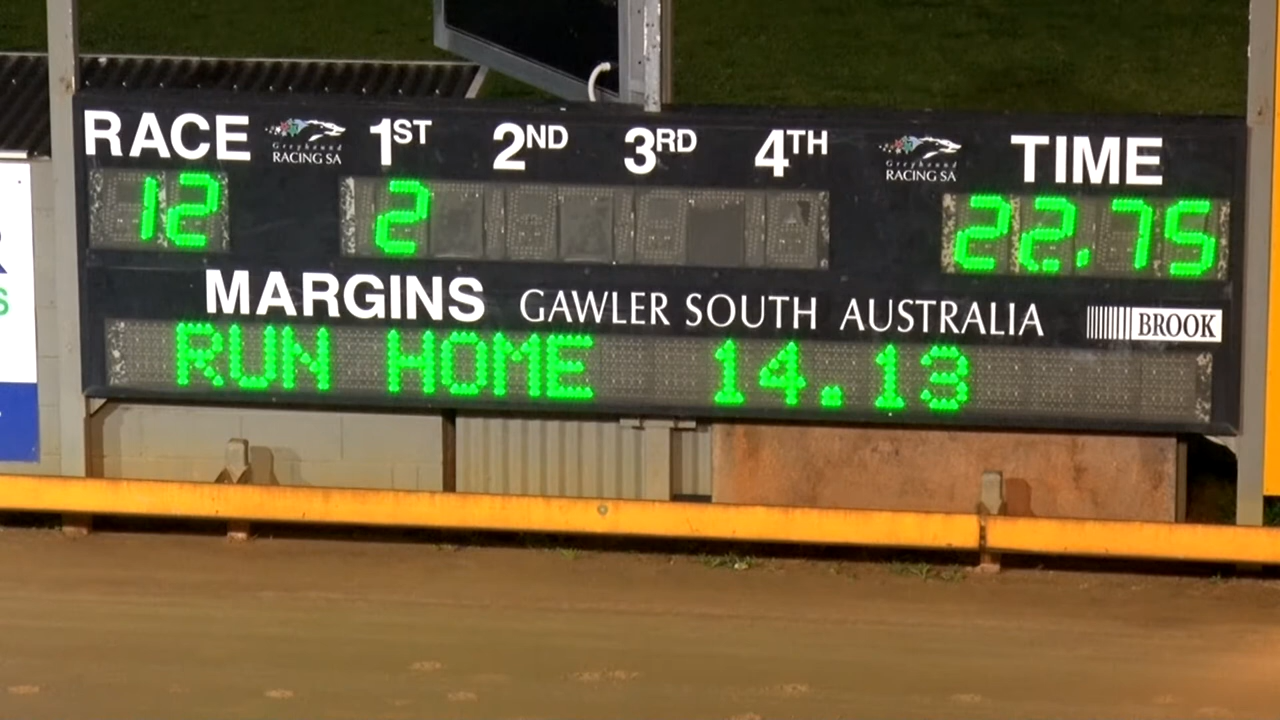 RACE Greyhound RACING SA 1ST 2ND 3RD 4TH Greyhound RACING SA TIME
12 2 22.75
MARGINS GAWLER SOUTH AUSTRALIA BROOK
RUN HOME 14.13